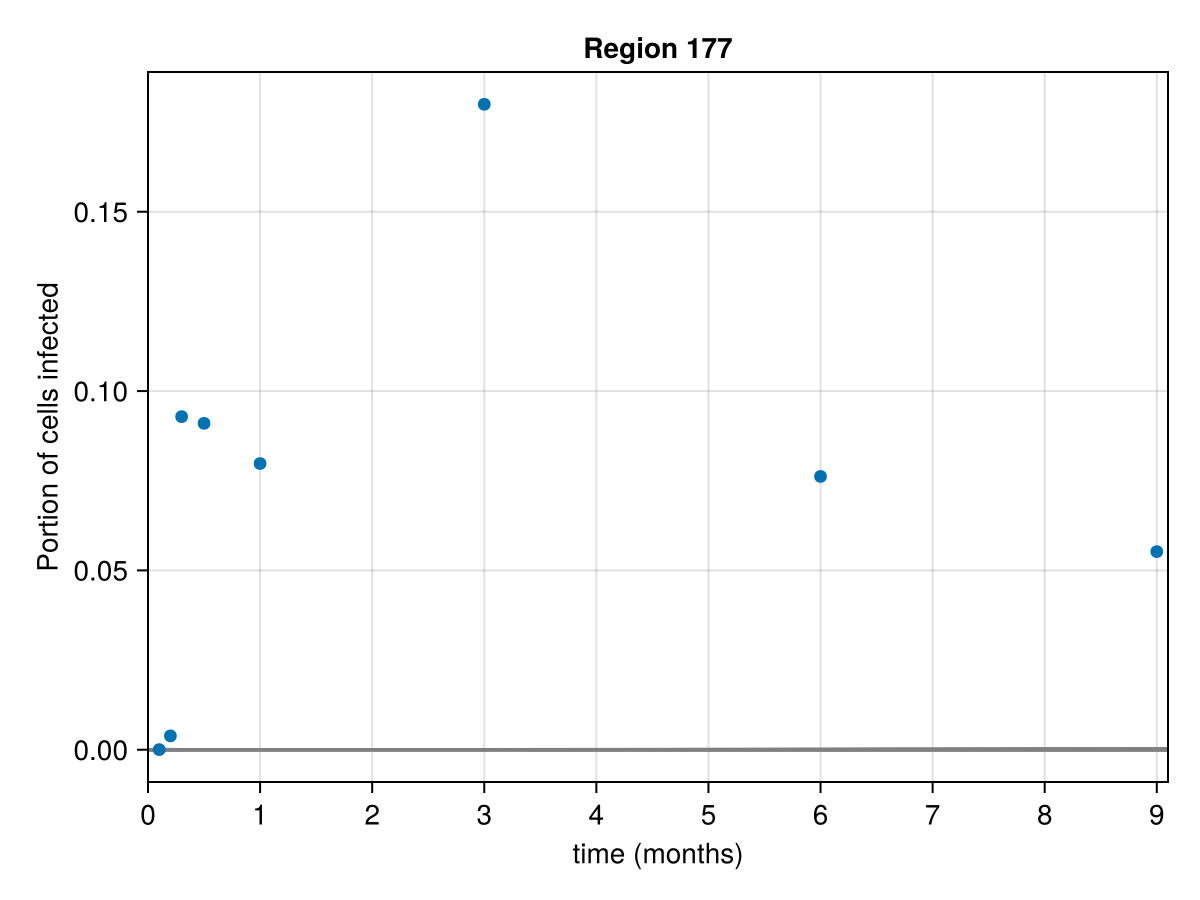 Region 177
Portion of cells infected
0.15
0.10
0.05
0.00
0 1 2 3 4 5 6 7 8 9
time (months)